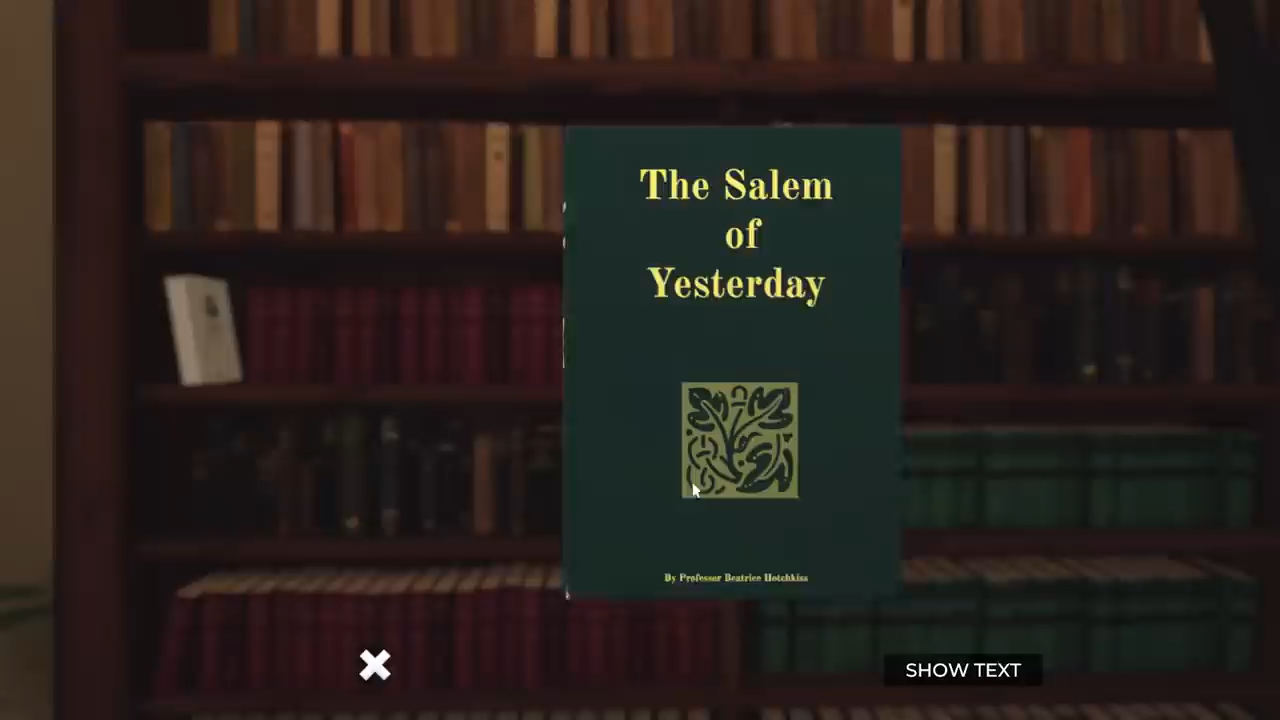 The Salem
of
Yesterday
By Professor Beatrice Hotchkiss
SHOW TEXT